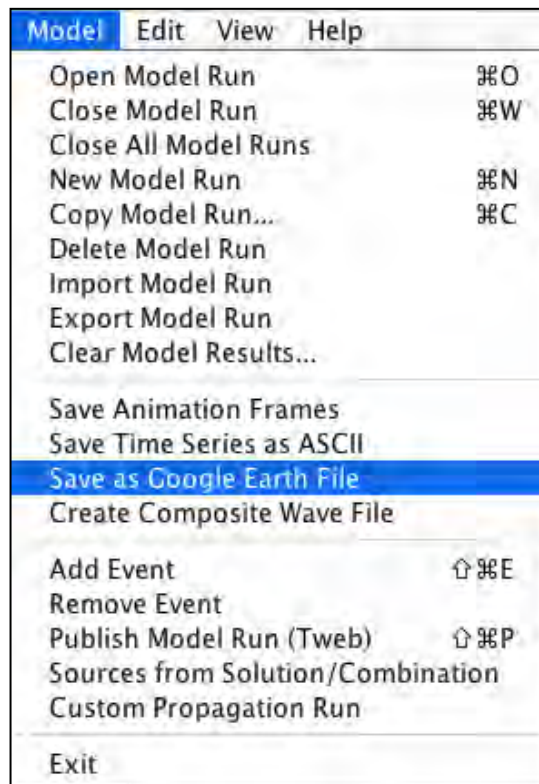 Model Edit View Help
Open Model Run ⌘O
Close Model Run ⌘W
Close All Model Runs
New Model Run ⌘N
Copy Model Run... ⌘C
Delete Model Run
Import Model Run
Export Model Run
Clear Model Results...
Save Animation Frames
Save Time Series as ASCII
Save as Google Earth File
Create Composite Wave File
Add Event ⇧⌘E
Remove Event
Publish Model Run (Tweb) ⇧⌘P
Sources from Solution/Combination
Custom Propagation Run
Exit